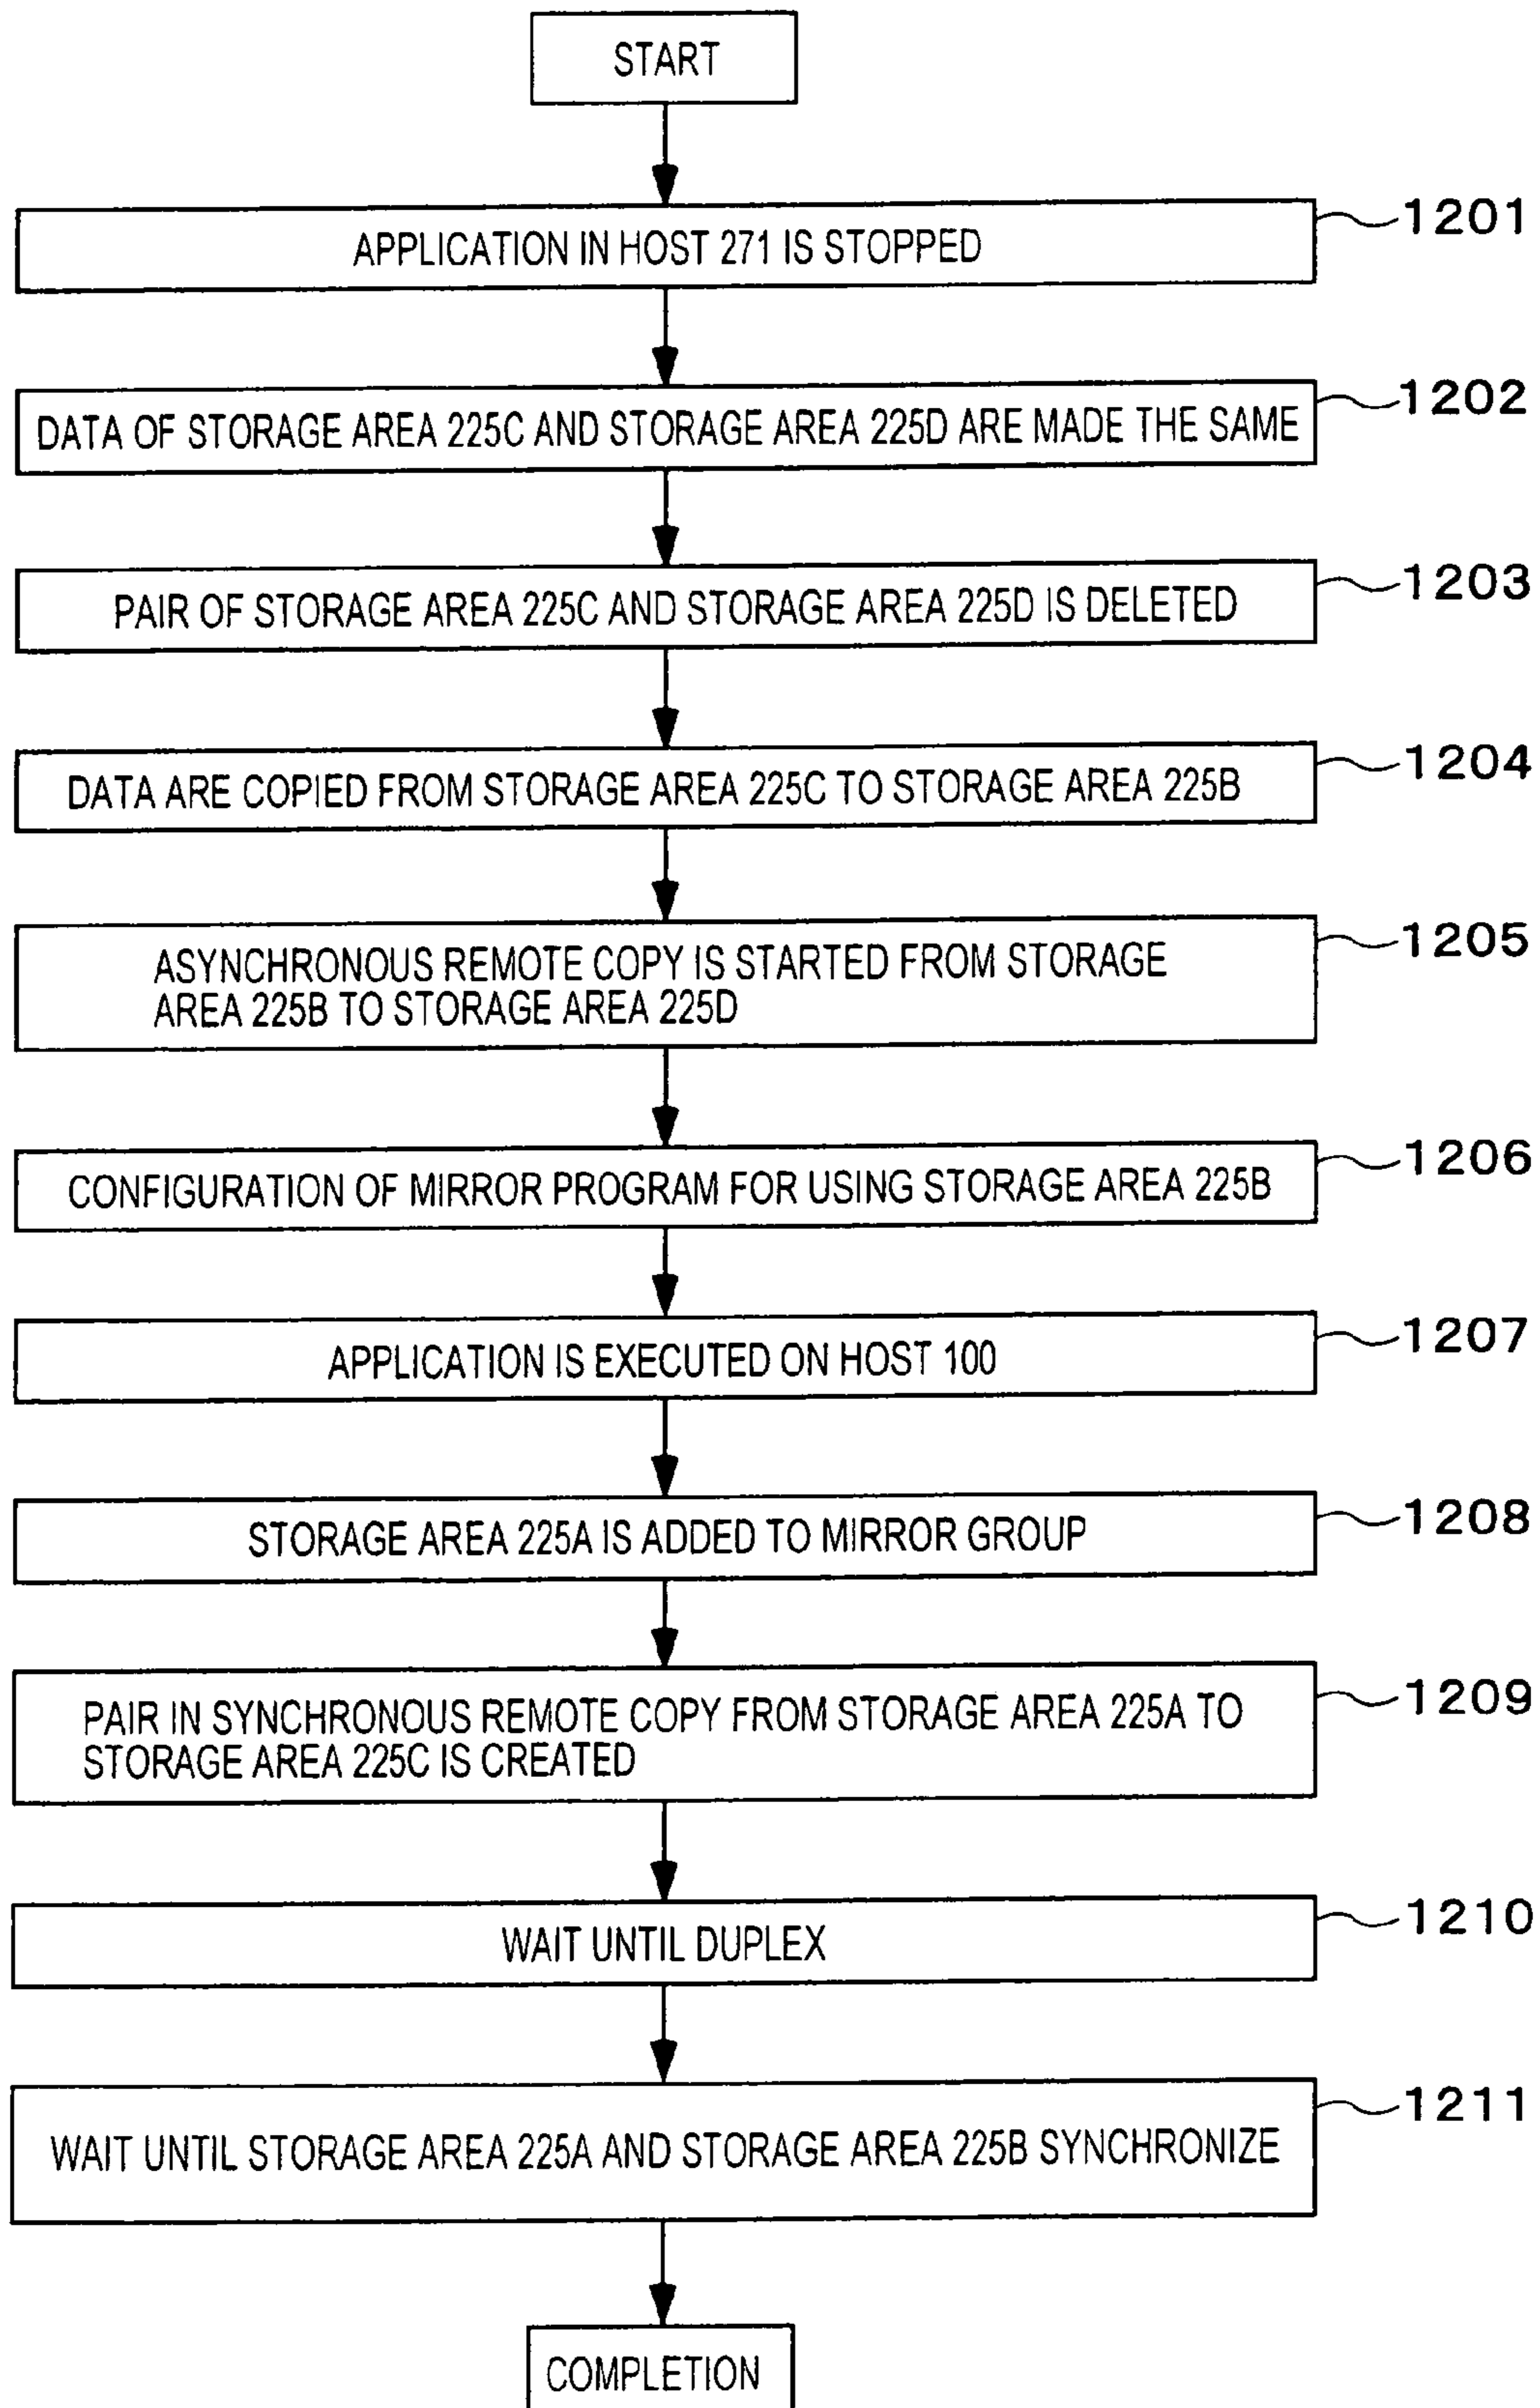 START
APPLICATION IN HOST 271 IS STOPPED
1201
DATA OF STORAGE AREA 225C AND STORAGE AREA 225D ARE MADE THE SAME
1202
PAIR OF STORAGE AREA 225C AND STORAGE AREA 225D IS DELETED
1203
DATA ARE COPIED FROM STORAGE AREA 225C TO STORAGE AREA 225B
1204
ASYNCHRONOUS REMOTE COPY IS STARTED FROM STORAGE
AREA 225B TO STORAGE AREA 225D
1205
CONFIGURATION OF MIRROR PROGRAM FOR USING STORAGE AREA 225B
1206
APPLICATION IS EXECUTED ON HOST 100
1207
STORAGE AREA 225A IS ADDED TO MIRROR GROUP
1208
PAIR IN SYNCHRONOUS REMOTE COPY FROM STORAGE AREA 225A TO
STORAGE AREA 225C IS CREATED
1209
WAIT UNTIL DUPLEX
1210
WAIT UNTIL STORAGE AREA 225A AND STORAGE AREA 225B SYNCHRONIZE
1211
COMPLETION